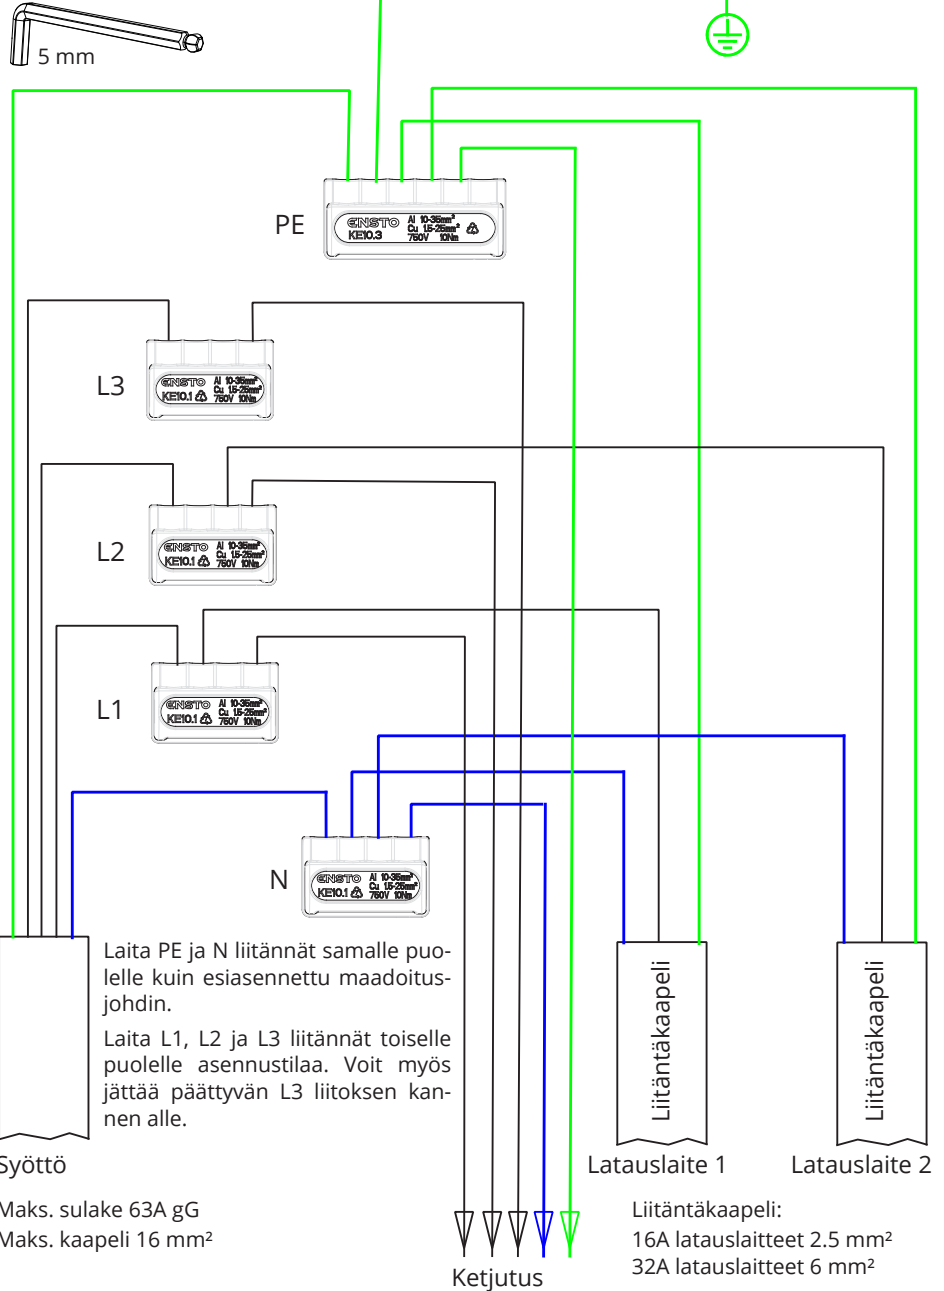 5 mm
PE
ENSTO
KE10.3
Al 10-35mm²
Cu 1.5-25mm²
750V 10Nm
L3
ENSTO
KE10.1
Al 10-35mm²
Cu 1.5-25mm²
750V 10Nm
L2
ENSTO
KE10.1
Al 10-35mm²
Cu 1.5-25mm²
750V 10Nm
L1
ENSTO
KE10.1
Al 10-35mm²
Cu 1.5-25mm²
750V 10Nm
N
ENSTO
KE10.1
Al 10-35mm²
Cu 1.5-25mm²
750V 10Nm
Laita PE ja N liitännät samalle puo-
lelle kuin esiasennettu maadoitus-
johdin.
Laita L1, L2 ja L3 liitännät toiselle
puolelle asennustilaa. Voit myös
jättää päättyvän L3 liitoksen kan-
nen alle.
Liitäntäkaapeli
Liitäntäkaapeli
Syöttö
Latauslaite 1
Latauslaite 2
Maks. sulake 63A gG
Maks. kaapeli 16 mm²
Liitäntäkaapeli:
16A latauslaitteet 2.5 mm²
32A latauslaitteet 6 mm²
Ketjutus